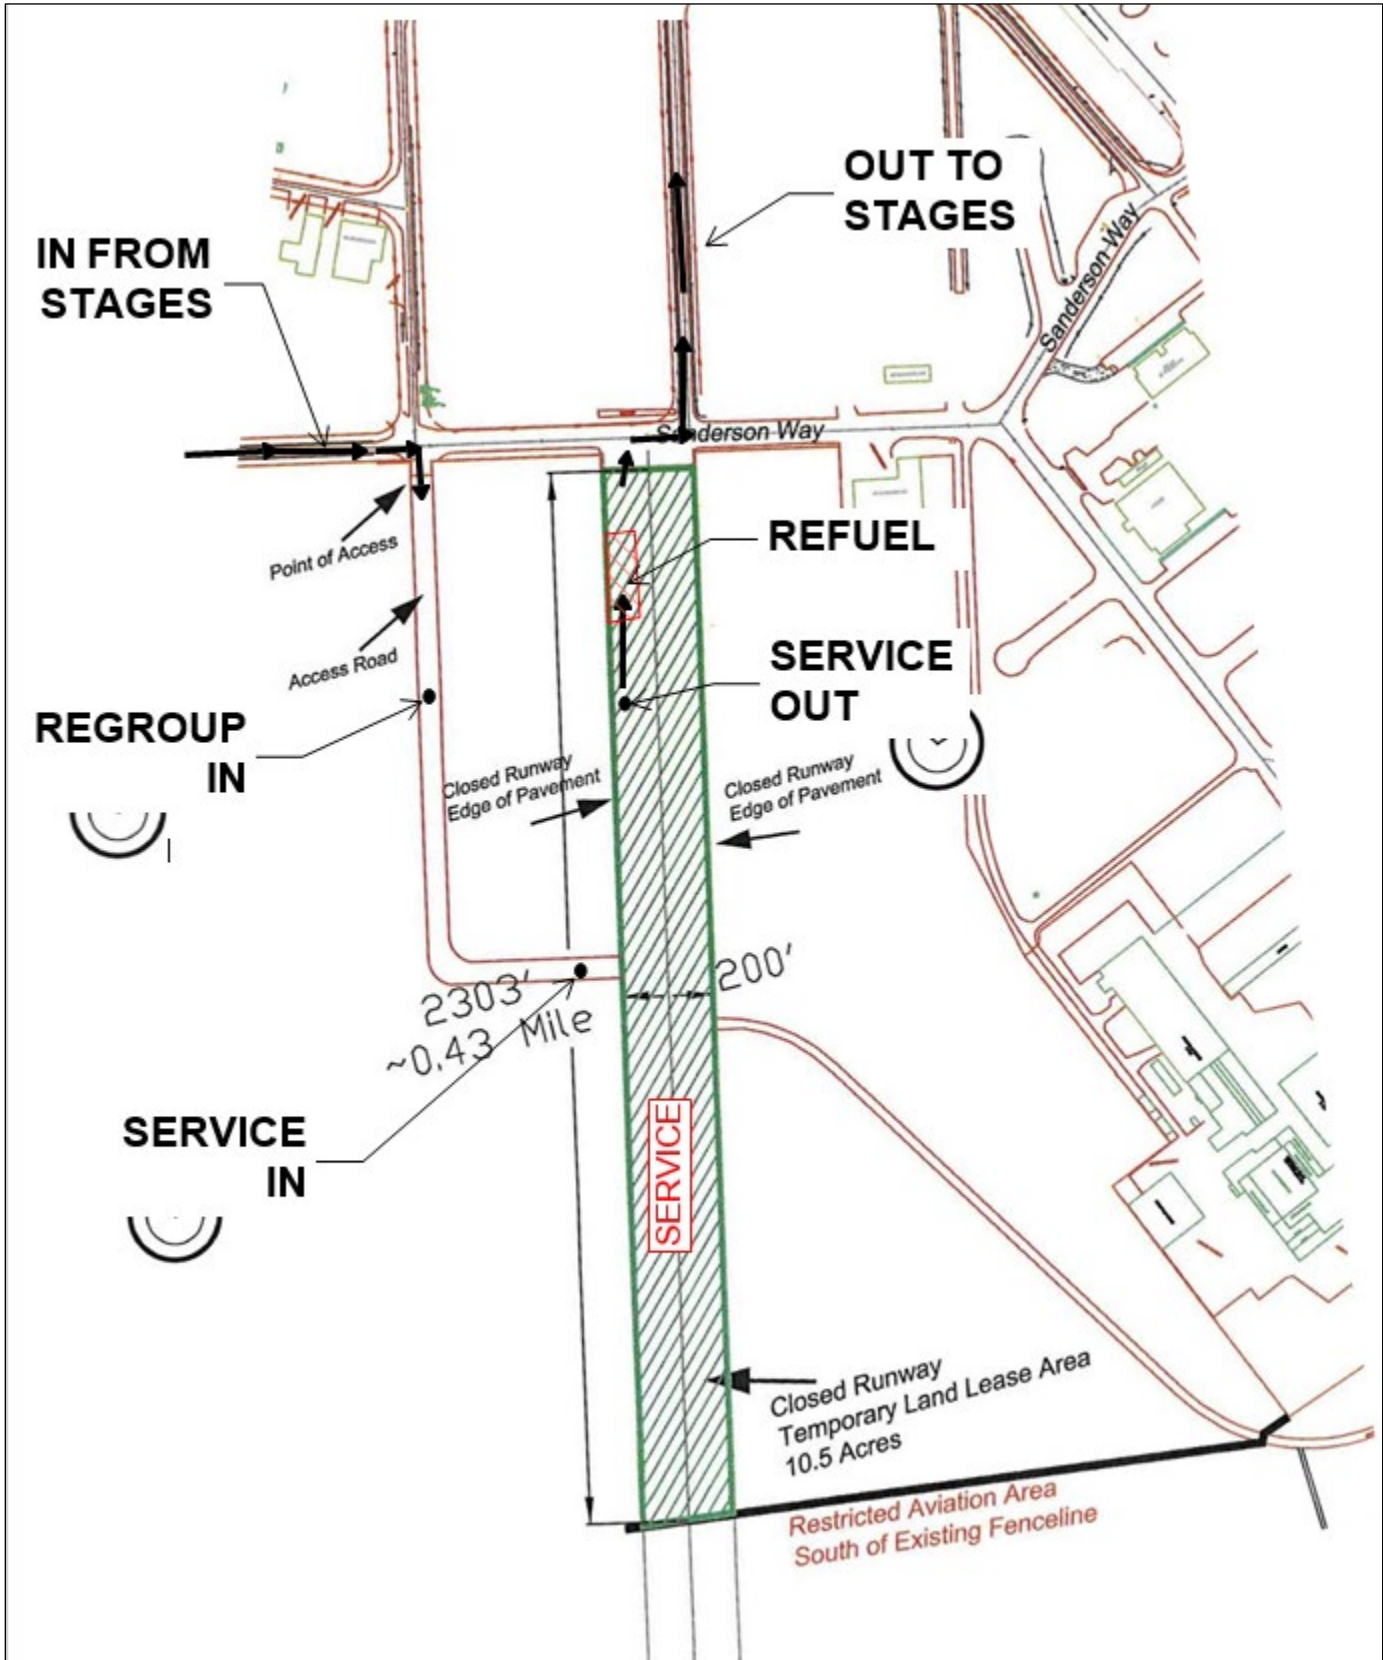 OUT TO
STAGES
IN FROM
STAGES
Sanderson Way
Sanderson Way
Point of Access
Access Road
REFUEL
SERVICE
OUT
REGROUP
IN
Closed Runway
Edge of Pavement
Closed Runway
Edge of Pavement
2303'
~0.43 Mile
200'
SERVICE
IN
SERVICE
Closed Runway
Temporary Land Lease Area
10.5 Acres
Restricted Aviation Area
South of Existing Fenceline